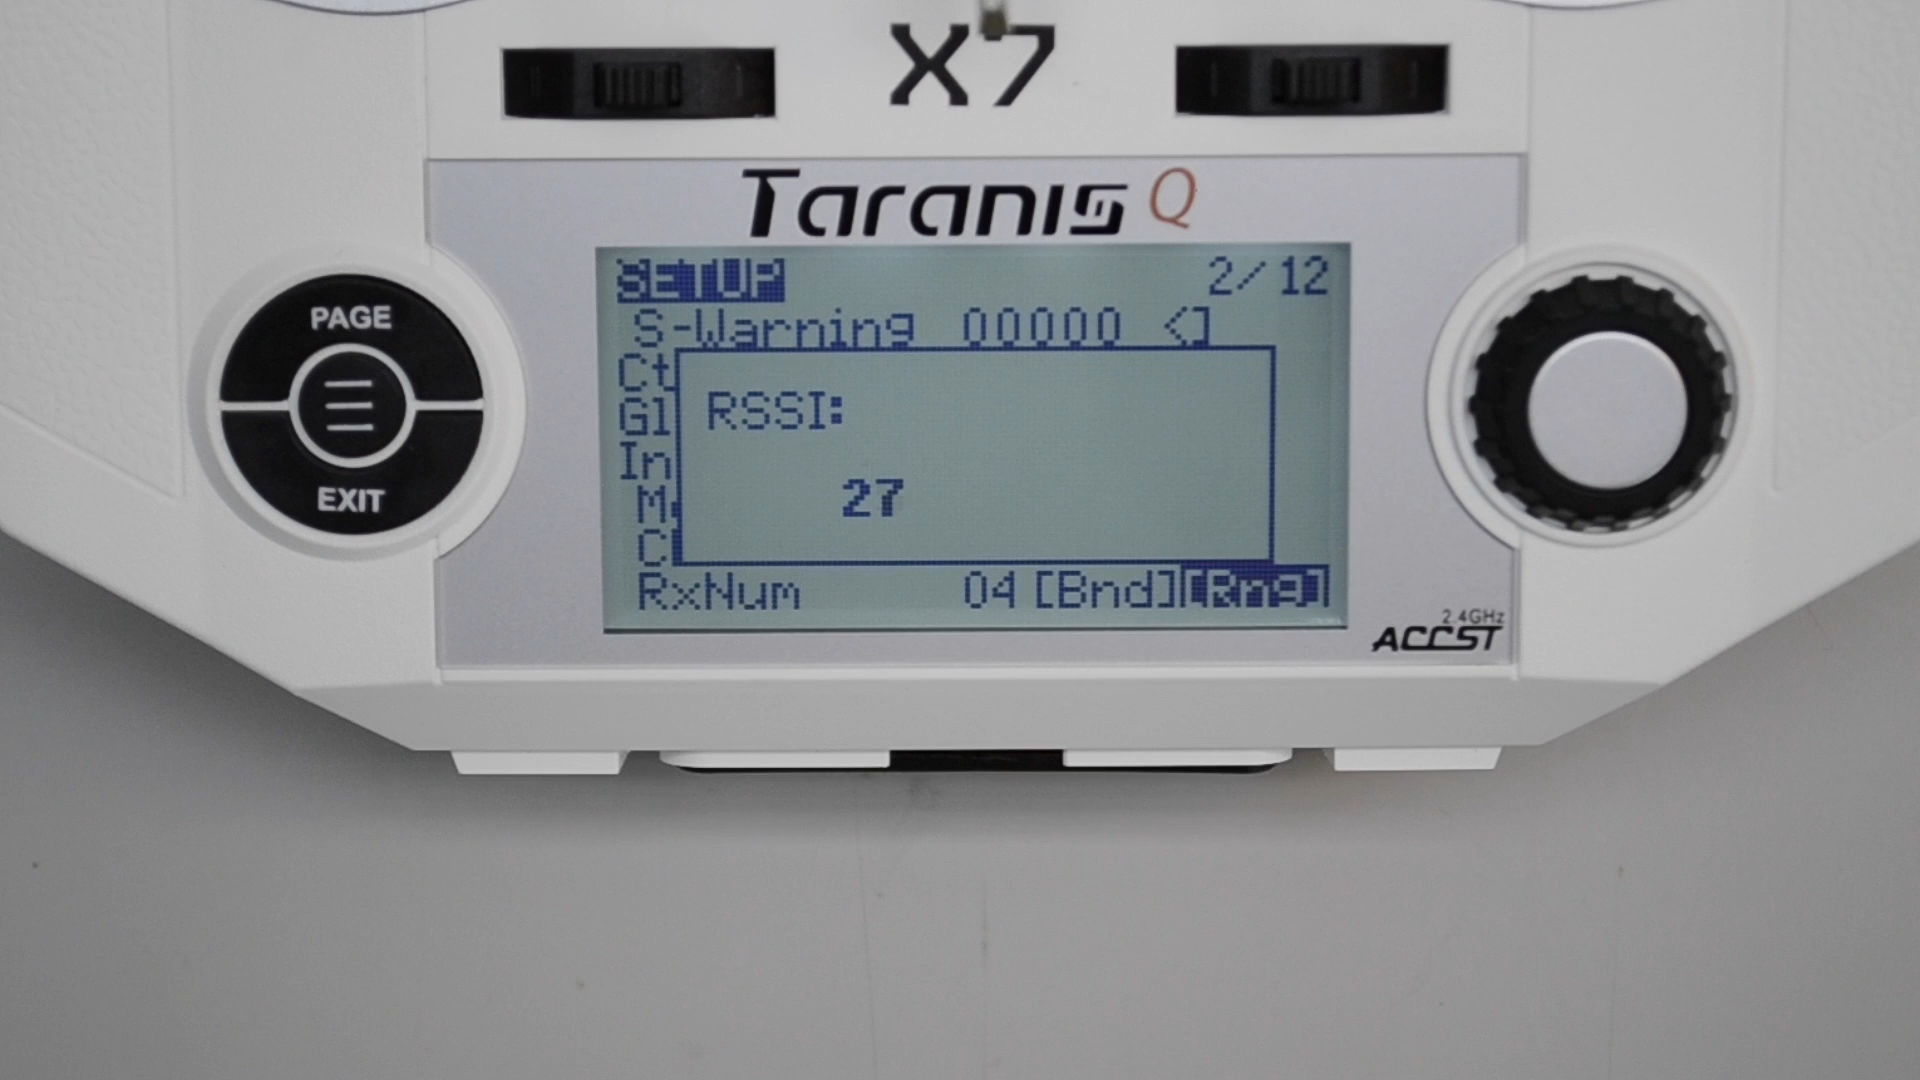 X7
Taranis Q
SETUP 2/12
S-Warning 00000 <]
Ct
Gl
In
RSSI:
27
M
C
RxNum 04 [Bnd] [Rng]
PAGE
EXIT
2.4GHz
ACCST